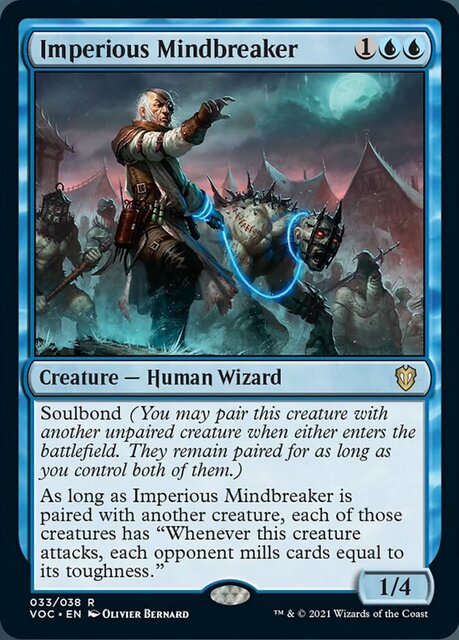 Imperious Mindbreaker 1
Creature — Human Wizard
Soulbond (You may pair this creature with
another unpaired creature when either enters the
battlefield. They remain paired for as long as
you control both of them.)
As long as Imperious Mindbreaker is
paired with another creature, each of those
creatures has “Whenever this creature
attacks, each opponent mills cards equal to
its toughness.”
1/4
033/038 R
VOC • EN Olivier Bernard
™ & © 2021 Wizards of the Coast